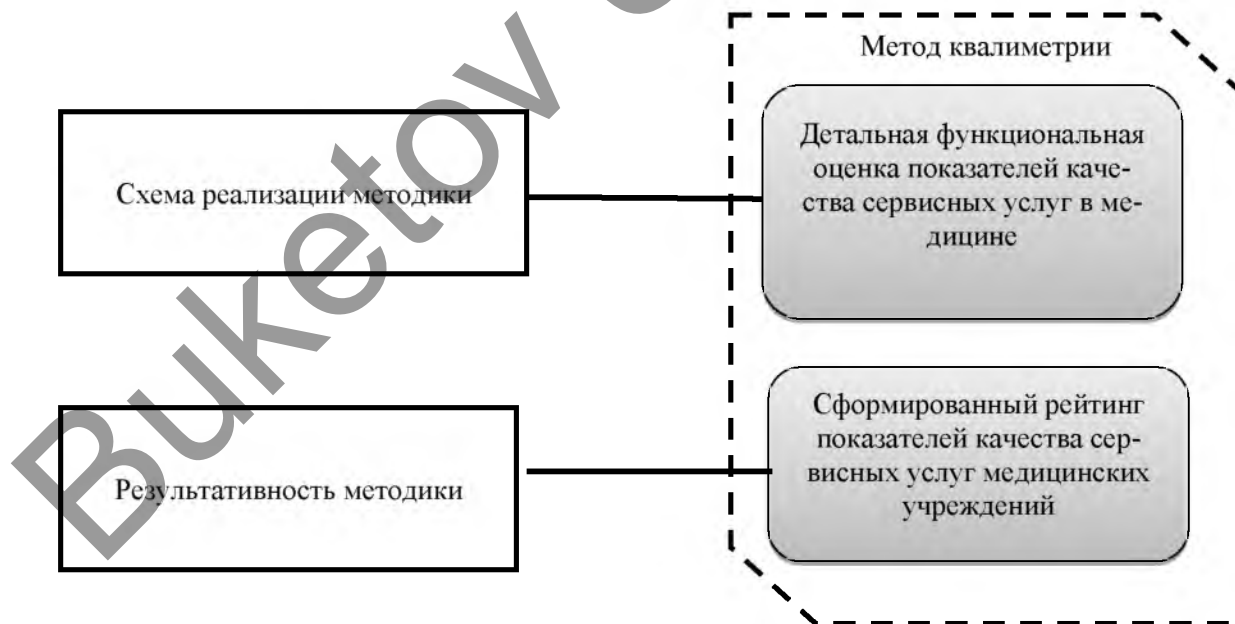 Метод квалиметрии
Схема реализации методики
Детальная функциональная
оценка показателей каче-
ства сервисных услуг в ме-
дицине
Результативность методики
Сформированный рейтинг
показателей качества сер-
висных услуг медицинских
учреждений
Buketov